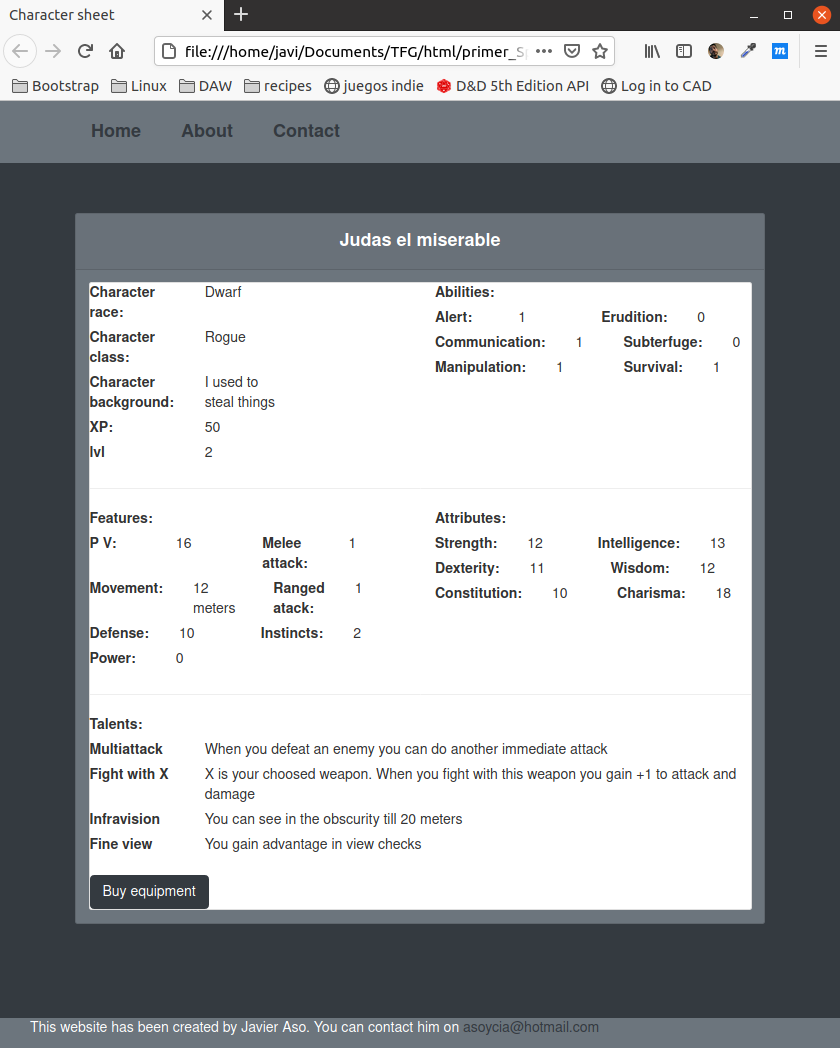 Character sheet
file:///home/javi/Documents/TFG/html/primer_S
Bootstrap Linux DAW recipes juegos indie D&D 5th Edition API Log in to CAD
Home About Contact
Judas el miserable
Character race: Dwarf
Character class: Rogue
Character background: I used to steal things
XP: 50
lvl 2
Abilities:
Alert: 1 Erudition: 0
Communication: 1 Subterfuge: 0
Manipulation: 1 Survival: 1
Features:
P V: 16 Melee attack: 1
Movement: 12 meters Ranged atack: 1
Defense: 10 Instincts: 2
Power: 0
Attributes:
Strength: 12 Intelligence: 13
Dexterity: 11 Wisdom: 12
Constitution: 10 Charisma: 18
Talents:
Multiattack When you defeat an enemy you can do another immediate attack
Fight with X X is your choosed weapon. When you fight with this weapon you gain +1 to attack and
damage
Infravision You can see in the obscurity till 20 meters
Fine view You gain advantage in view checks
Buy equipment
This website has been created by Javier Aso. You can contact him on asoycia@hotmail.com